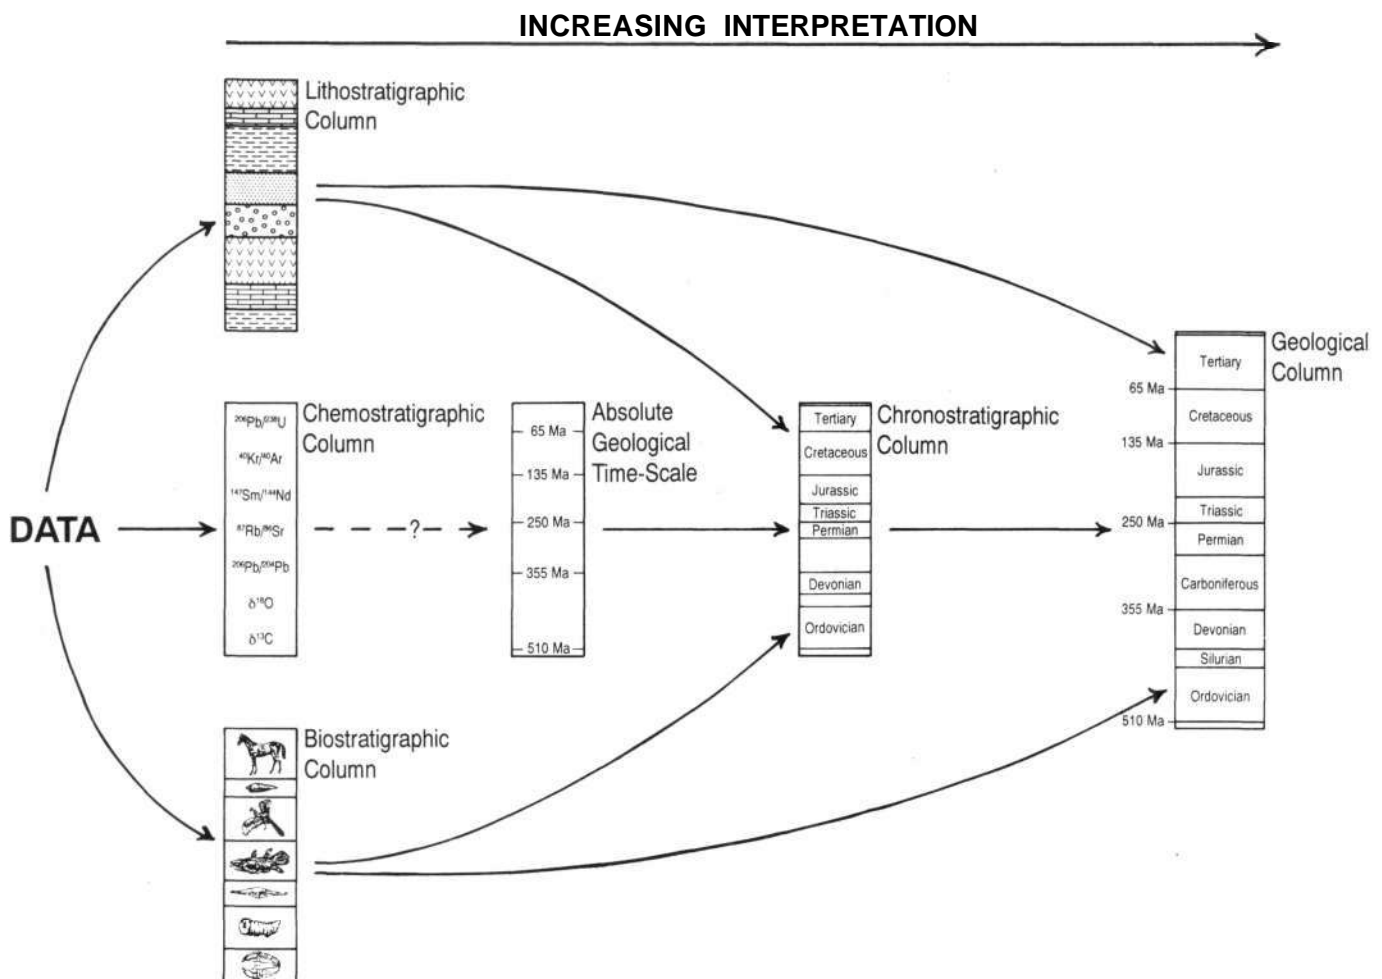 INCREASING INTERPRETATION
Lithostratigraphic
Column
DATA
Chemostratigraphic
Column
²⁰⁶Pb/²³⁸U
⁴⁰Kr/⁴⁰Ar
¹⁴⁷Sm/¹⁴⁴Nd
⁸⁷Rb/⁸⁶Sr
²⁰⁶Pb/²⁰⁴Pb
δ¹⁸O
δ¹³C
?
Absolute
Geological
Time-Scale
65 Ma
135 Ma
250 Ma
355 Ma
510 Ma
Chronostratigraphic
Column
Tertiary
Cretaceous
Jurassic
Triassic
Permian
Devonian
Ordovician
Geological
Column
Tertiary
65 Ma
Cretaceous
135 Ma
Jurassic
Triassic
250 Ma
Permian
Carboniferous
355 Ma
Devonian
Silurian
Ordovician
510 Ma
Biostratigraphic
Column